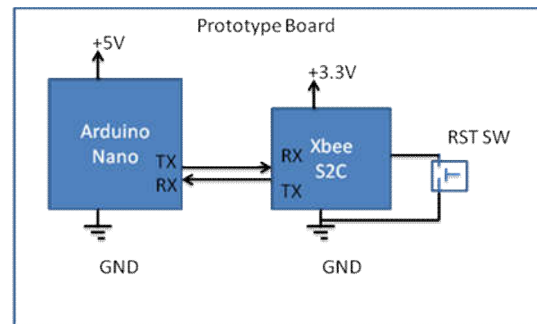 Prototype Board
+5V
+3.3V
Arduino
Nano
TX
RX
Xbee
S2C
RX
TX
RST SW
GND
GND